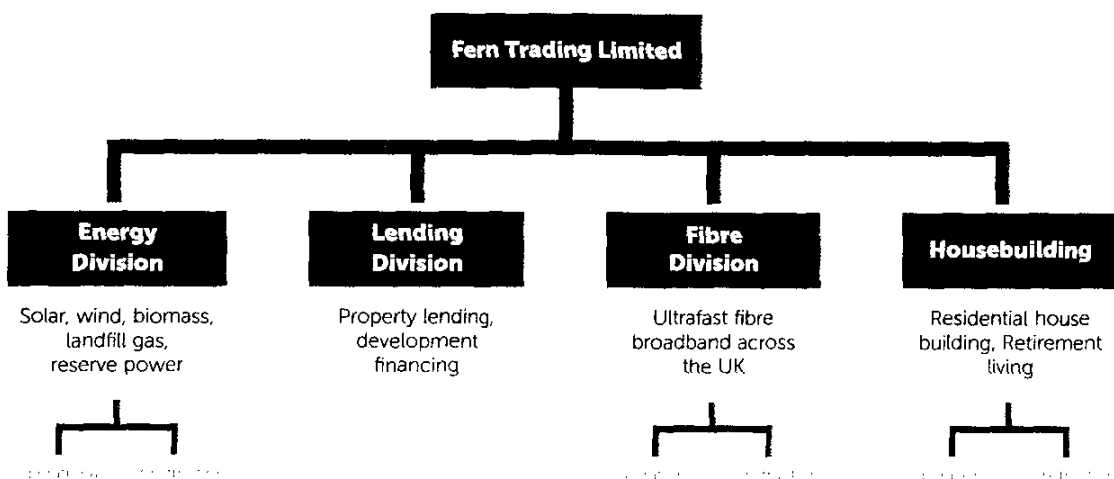 Fern Trading Limited
Energy
Division
Lending
Division
Fibre
Division
Housebuilding
Solar, wind, biomass,
landfill gas,
reserve power
Property lending,
development
financing
Ultrafast fibre
broadband across
the UK
Residential house
building, Retirement
living